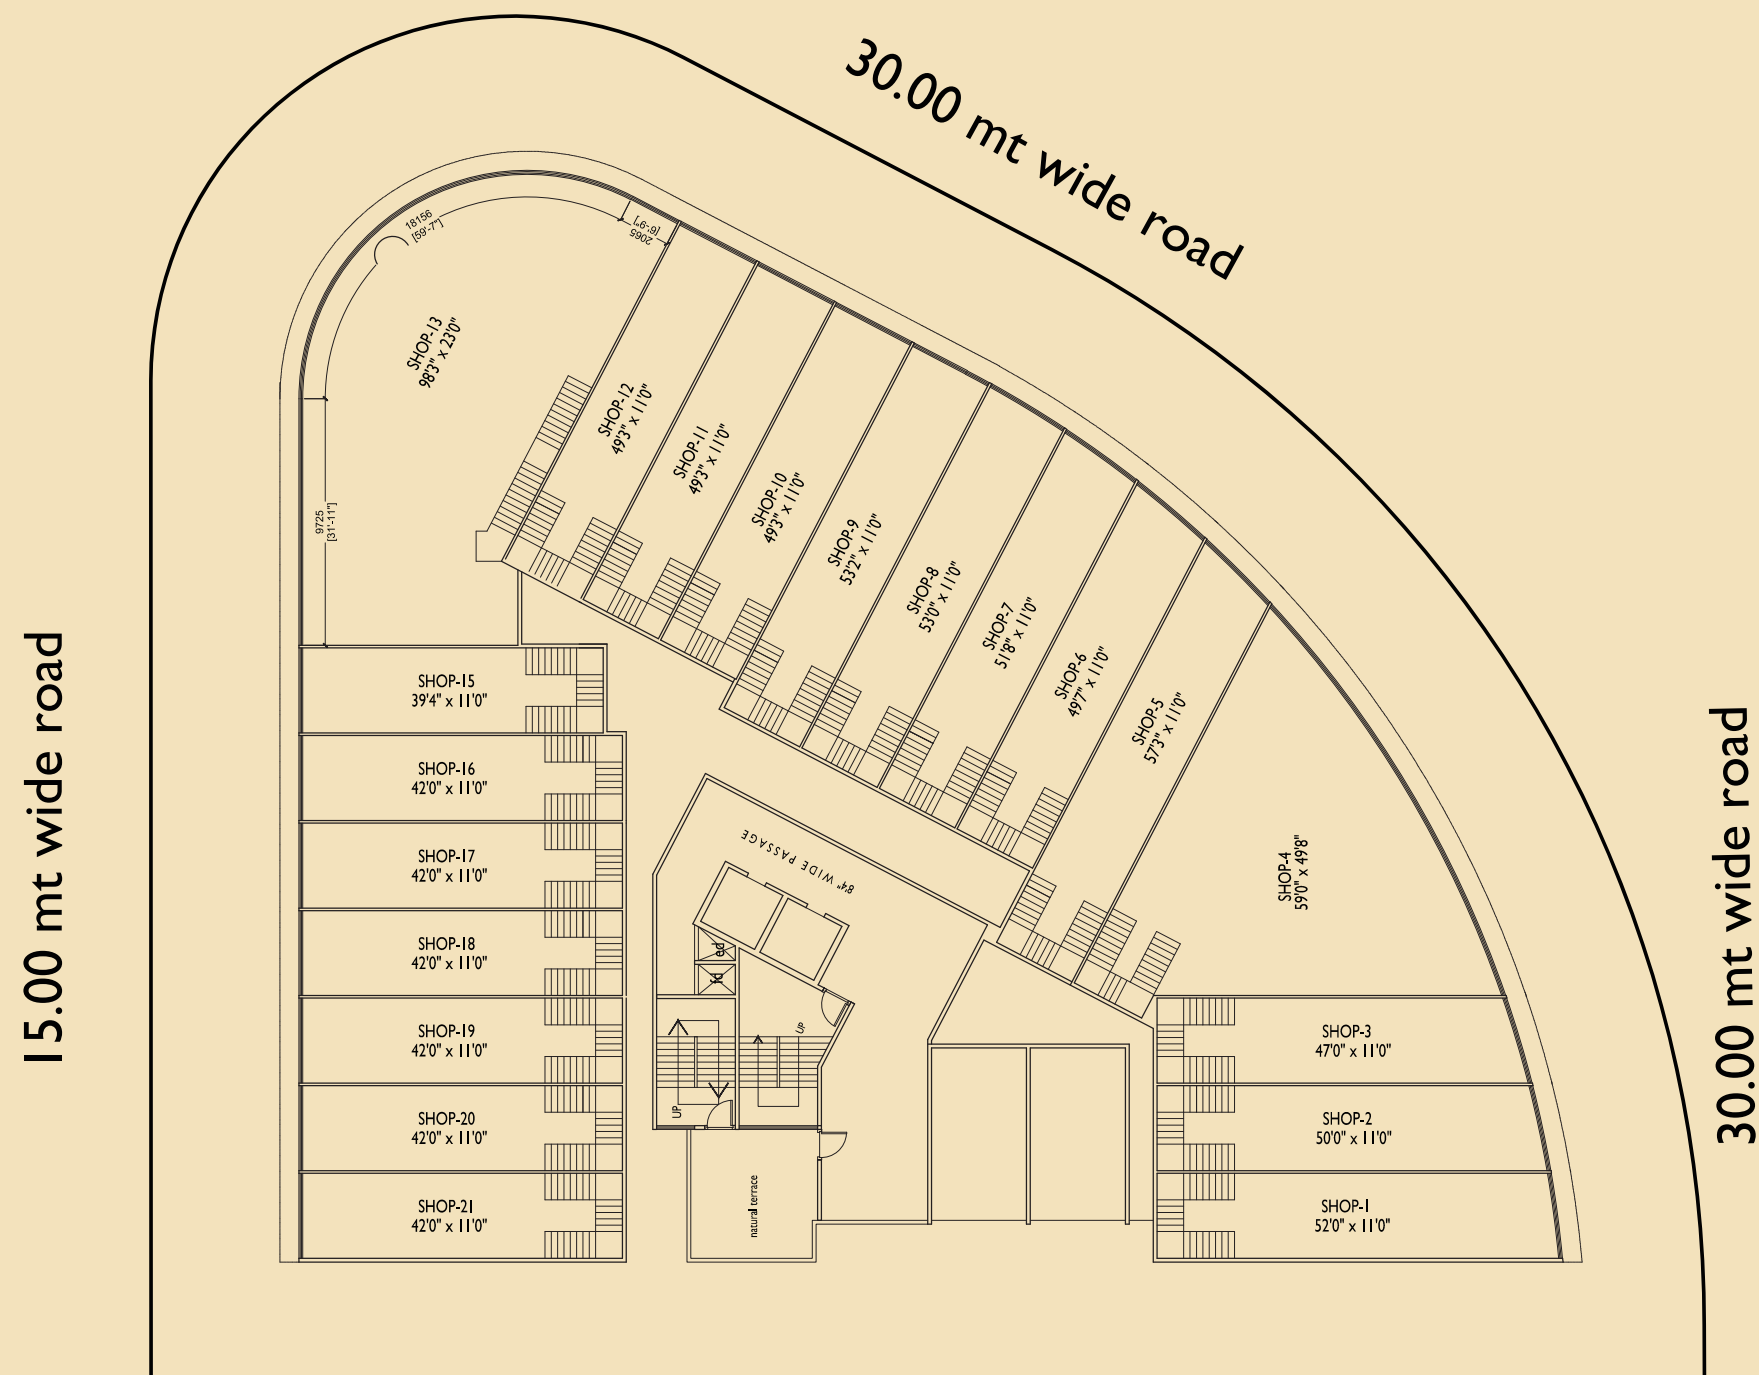 30.00 mt wide road
18156
[59'-7"]
2065
[6'-9"]
SHOP-13
98'3" x 23'0"
SHOP-12
49'3" x 11'0"
SHOP-11
49'3" x 11'0"
SHOP-10
49'3" x 11'0"
SHOP-9
53'2" x 11'0"
SHOP-8
53'0" x 11'0"
SHOP-7
51'8" x 11'0"
SHOP-6
49'7" x 11'0"
SHOP-5
57'3" x 11'0"
SHOP-4
59'0" x 49'8"
9725
[31'-11"]
15.00 mt wide road
30.00 mt wide road
SHOP-15
39'4" x 11'0"
SHOP-16
42'0" x 11'0"
SHOP-17
42'0" x 11'0"
SHOP-18
42'0" x 11'0"
SHOP-19
42'0" x 11'0"
SHOP-20
42'0" x 11'0"
SHOP-21
42'0" x 11'0"
84" WIDE PASSAGE
ed
fd
UP
UP
natural terrace
SHOP-3
47'0" x 11'0"
SHOP-2
50'0" x 11'0"
SHOP-1
52'0" x 11'0"